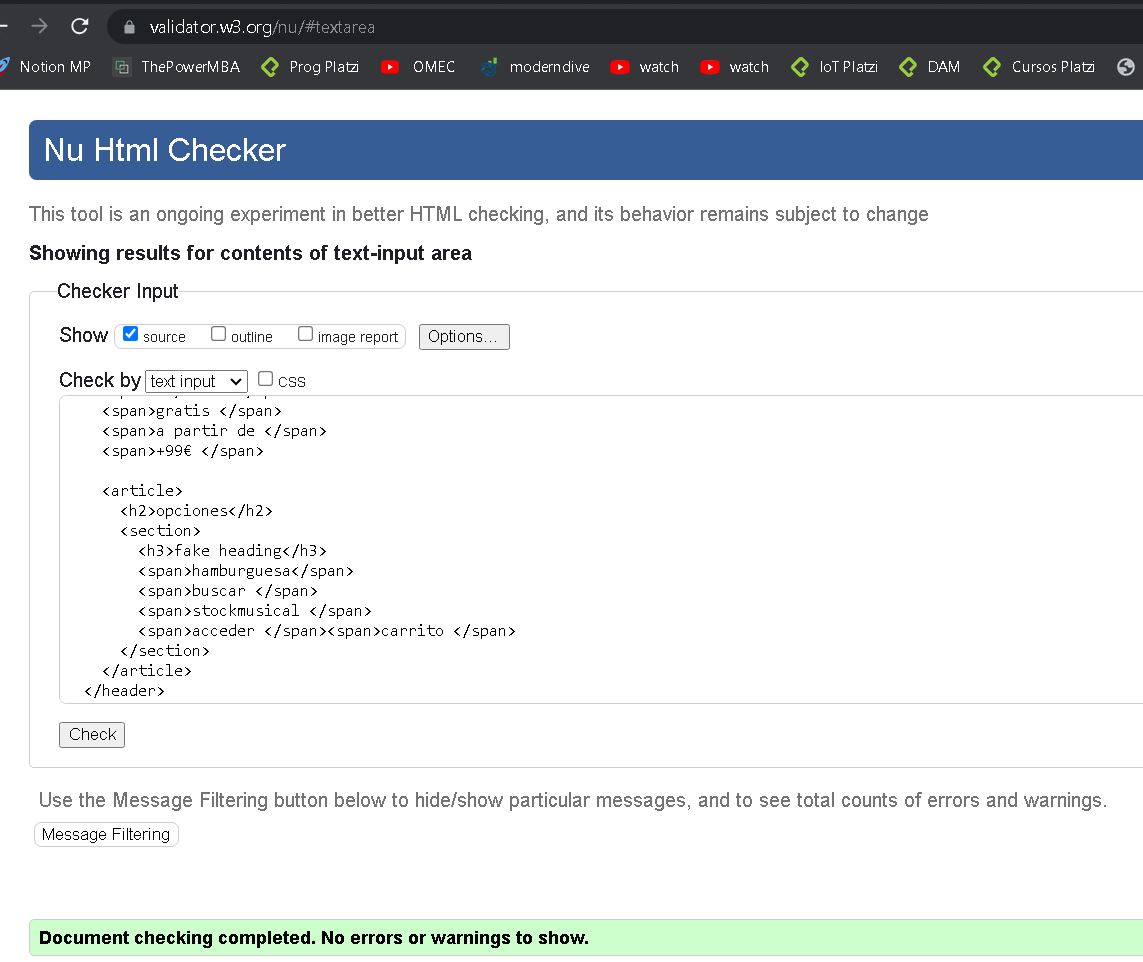 validator.w3.org/nu/#textarea
Notion MP ThePowerMBA Prog Platzi OMEC moderndive watch watch IoT Platzi DAM Cursos Platzi
Nu Html Checker
This tool is an ongoing experiment in better HTML checking, and its behavior remains subject to change
Showing results for contents of text-input area
Checker Input
Show source outline image report Options...
Check by text input css
<span>gratis </span>
<span>a partir de </span>
<span>+99€ </span>
<article>
<h2>opciones</h2>
<section>
<h3>fake heading</h3>
<span>hamburguesa</span>
<span>buscar </span>
<span>stockmusical </span>
<span>acceder </span><span>carrito </span>
</section>
</article>
</header>
Check
Use the Message Filtering button below to hide/show particular messages, and to see total counts of errors and warnings.
Message Filtering
Document checking completed. No errors or warnings to show.